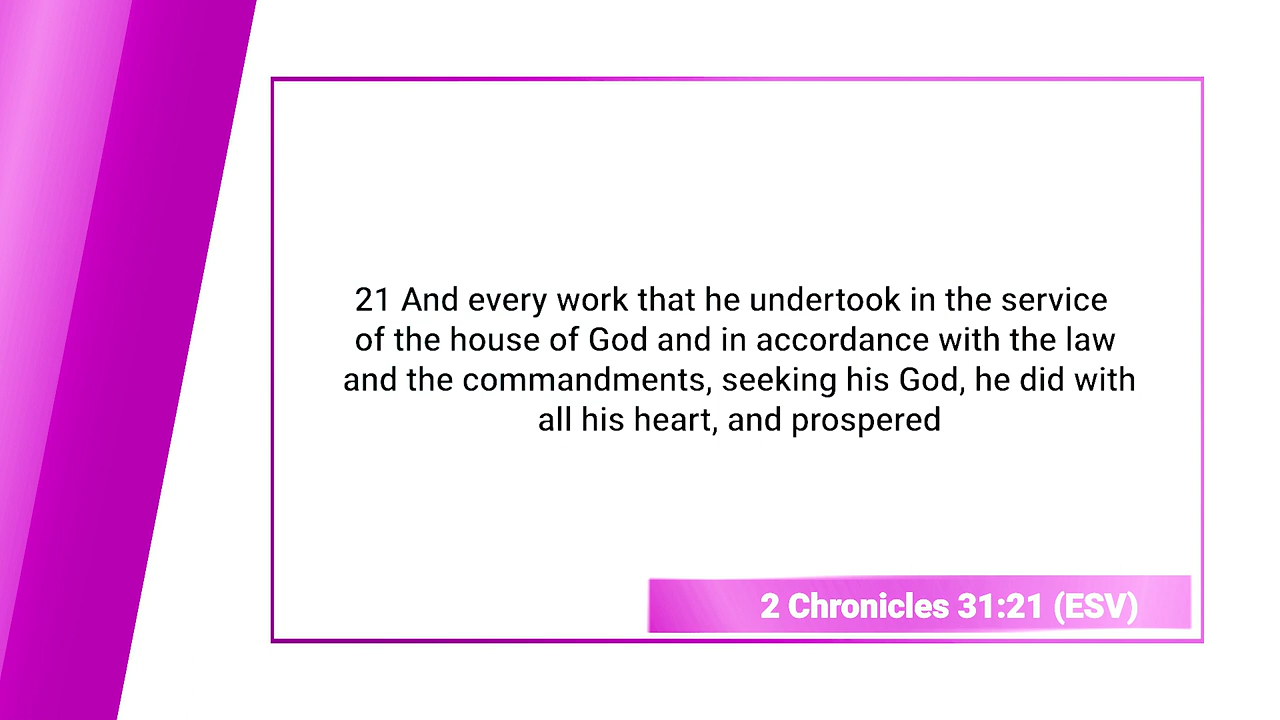 21 And every work that he undertook in the service
of the house of God and in accordance with the law
and the commandments, seeking his God, he did with
all his heart, and prospered
2 Chronicles 31:21 (ESV)